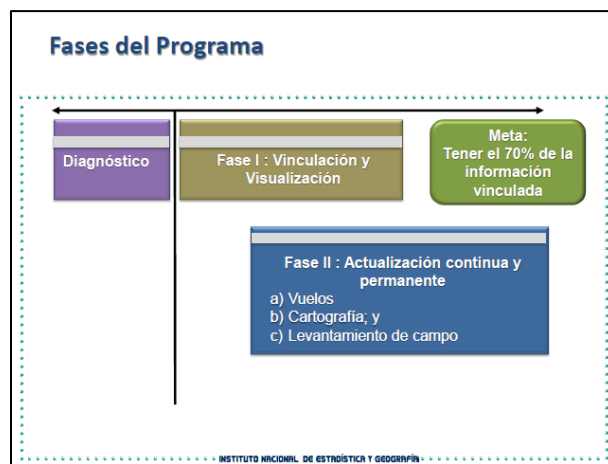 Fases del Programa
Diagnóstico
Fase I : Vinculación y
Visualización
Meta:
Tener el 70% de la
información
vinculada
Fase II : Actualización continua y
permanente
a) Vuelos
b) Cartografía; y
c) Levantamiento de campo
INSTITUTO NACIONAL DE ESTADÍSTICA Y GEOGRAFÍA